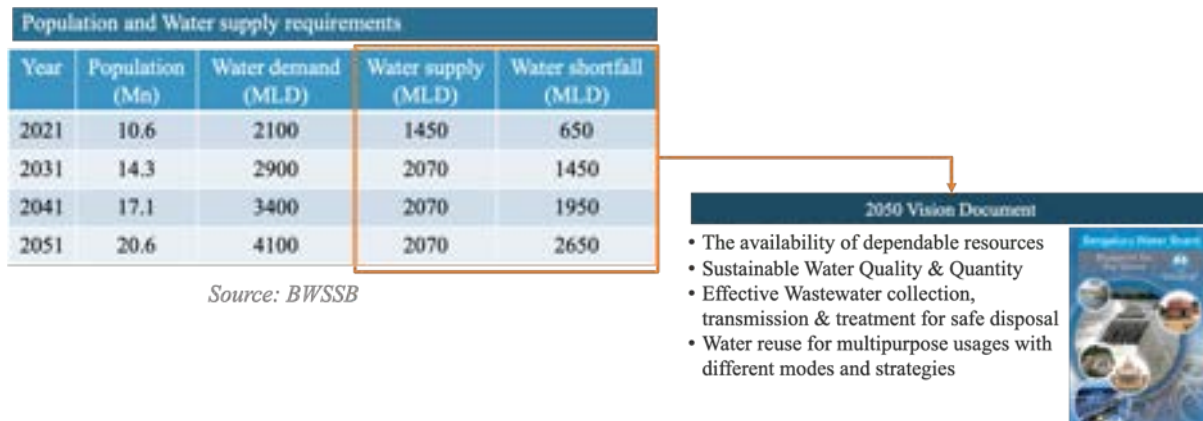 Population and Water supply requirements
Year Population (Mn) Water demand (MLD) Water supply (MLD) Water shortfall (MLD)
2021 10.6 2100 1450 650
2031 14.3 2900 2070 1450
2041 17.1 3400 2070 1950
2051 20.6 4100 2070 2650
Source: BWSSB
2050 Vision Document
• The availability of dependable resources
• Sustainable Water Quality & Quantity
• Effective Wastewater collection,
transmission & treatment for safe disposal
• Water reuse for multipurpose usages with
different modes and strategies
Bengaluru Water Board